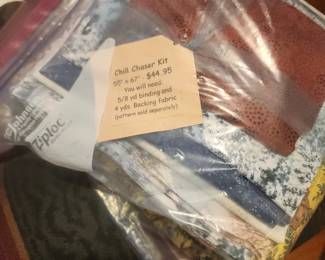 Chill Chaser Kit
55" x 67" - $44.95
You will need
5/8 yd binding and
4 yds. Backing Fabric
(pattern sold separately)
Ziploc